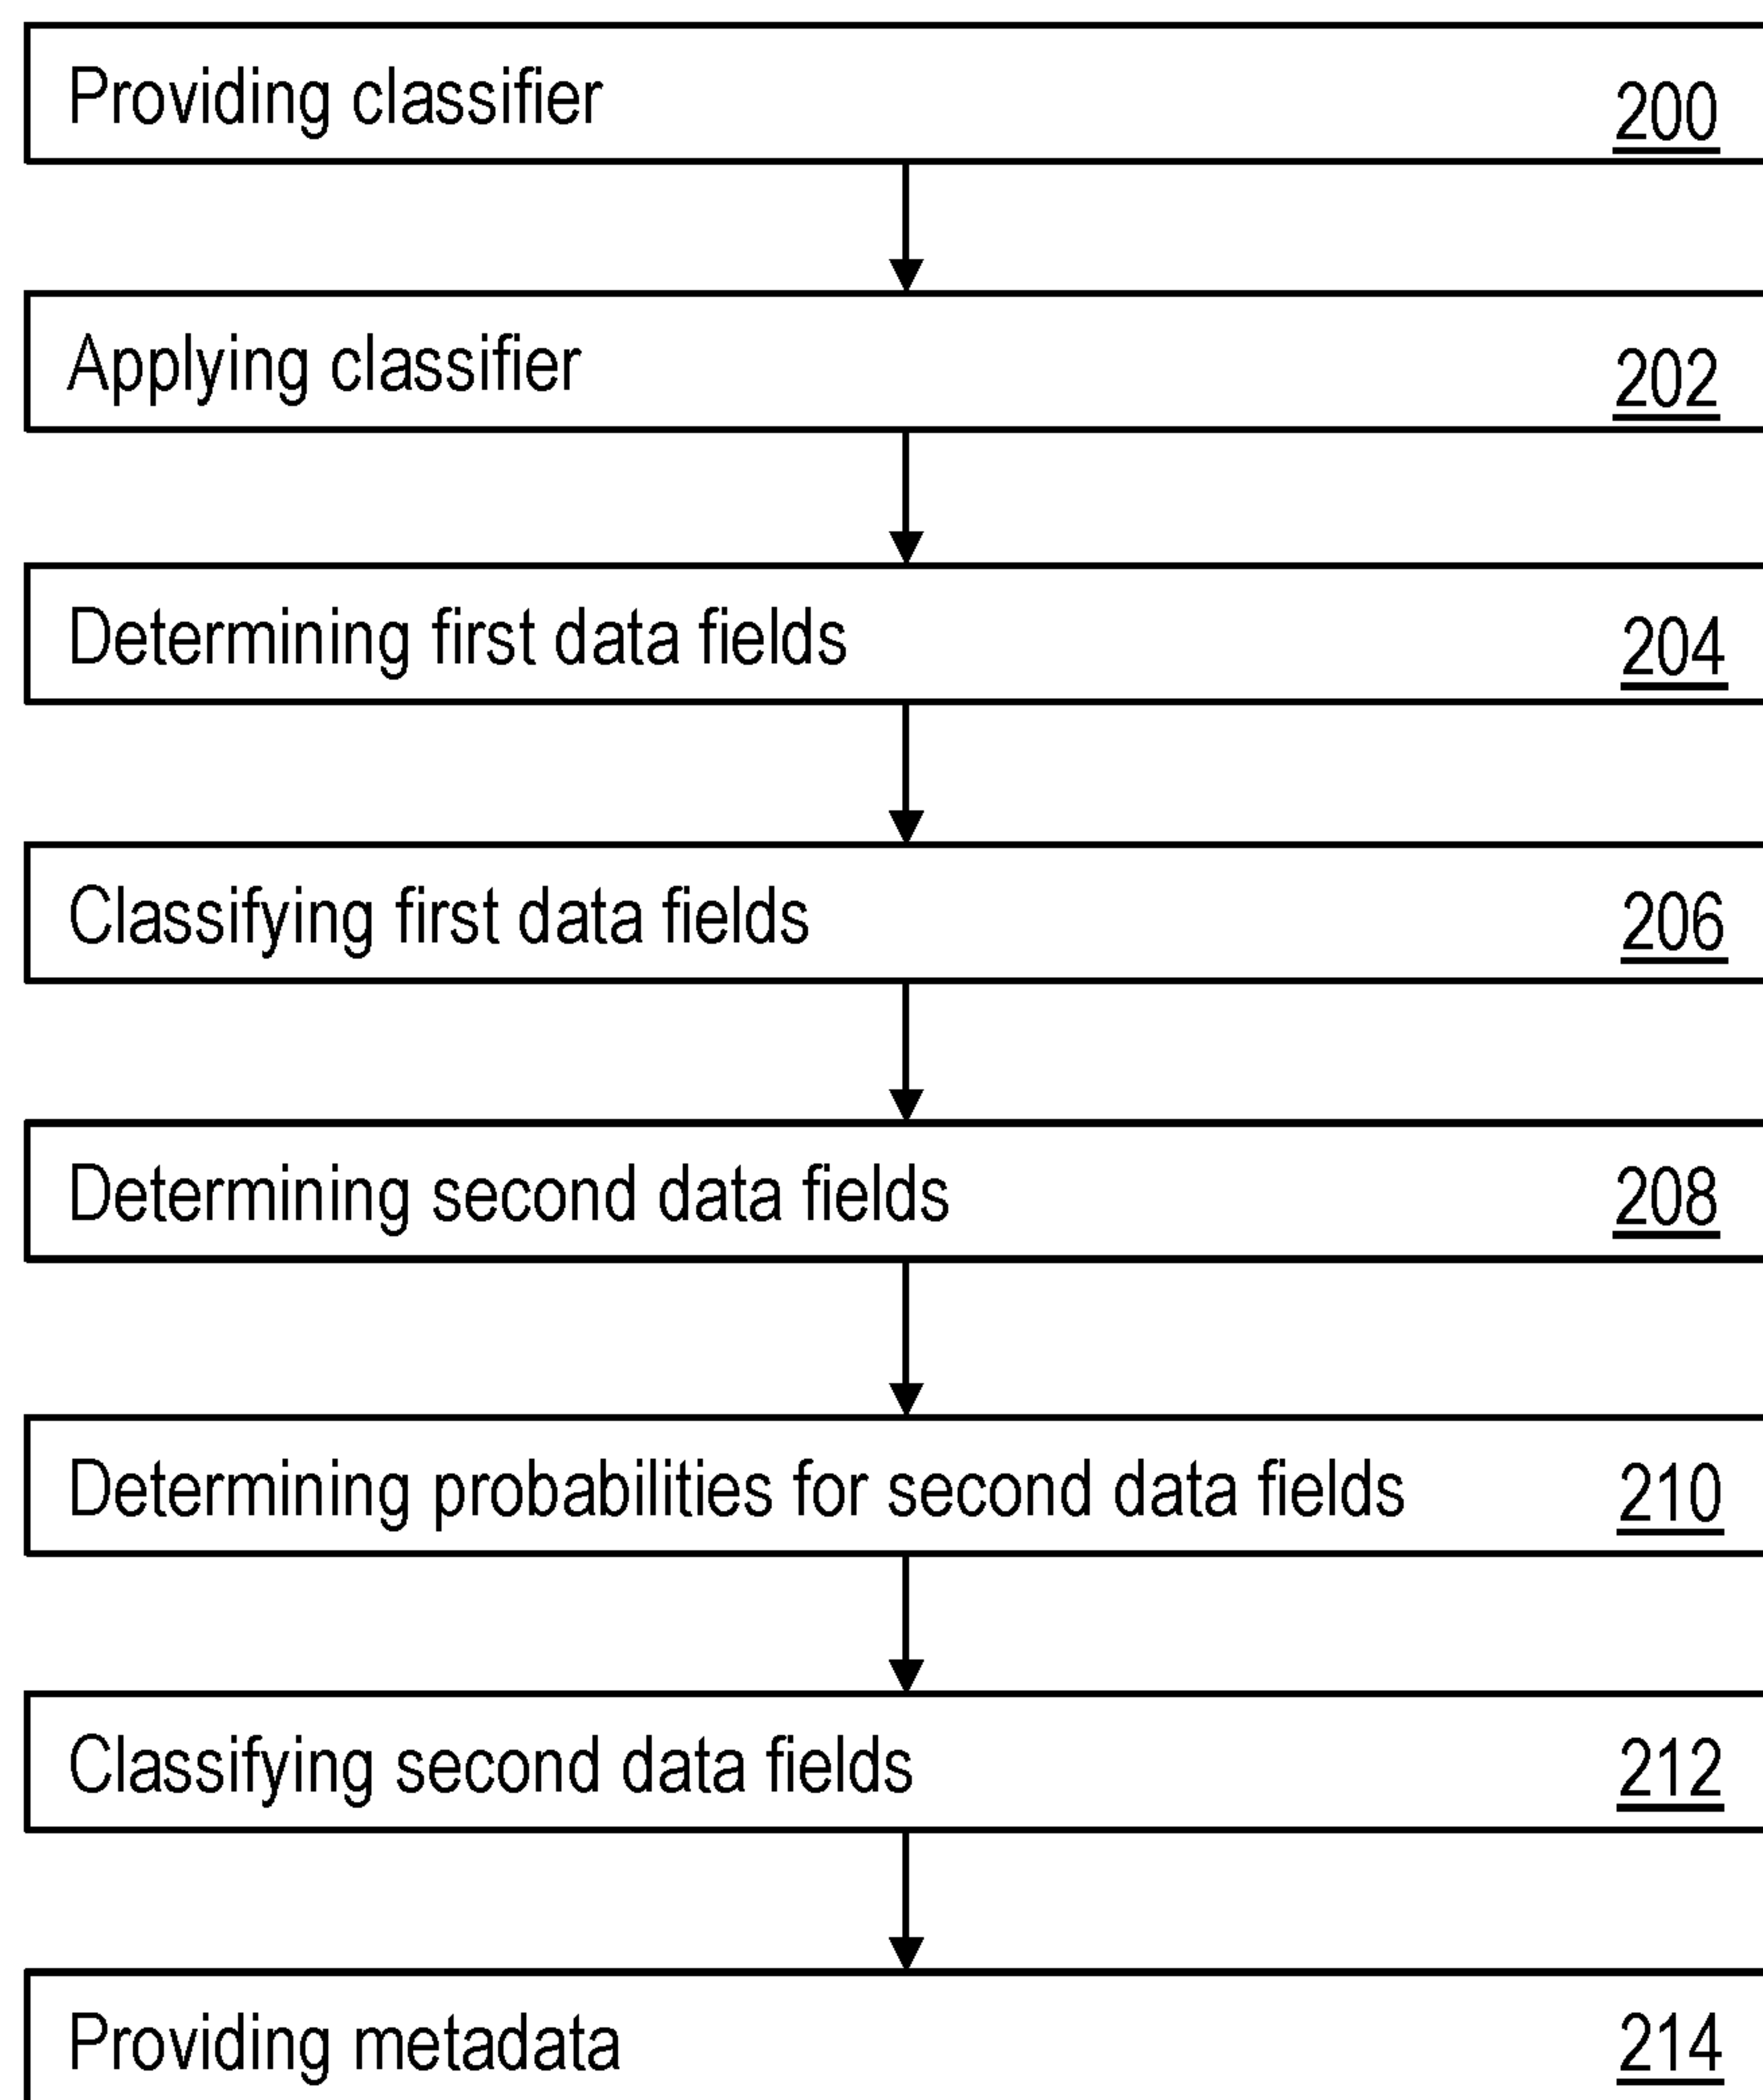 Providing classifier 200
Applying classifier 202
Determining first data fields 204
Classifying first data fields 206
Determining second data fields 208
Determining probabilities for second data fields 210
Classifying second data fields 212
Providing metadata 214